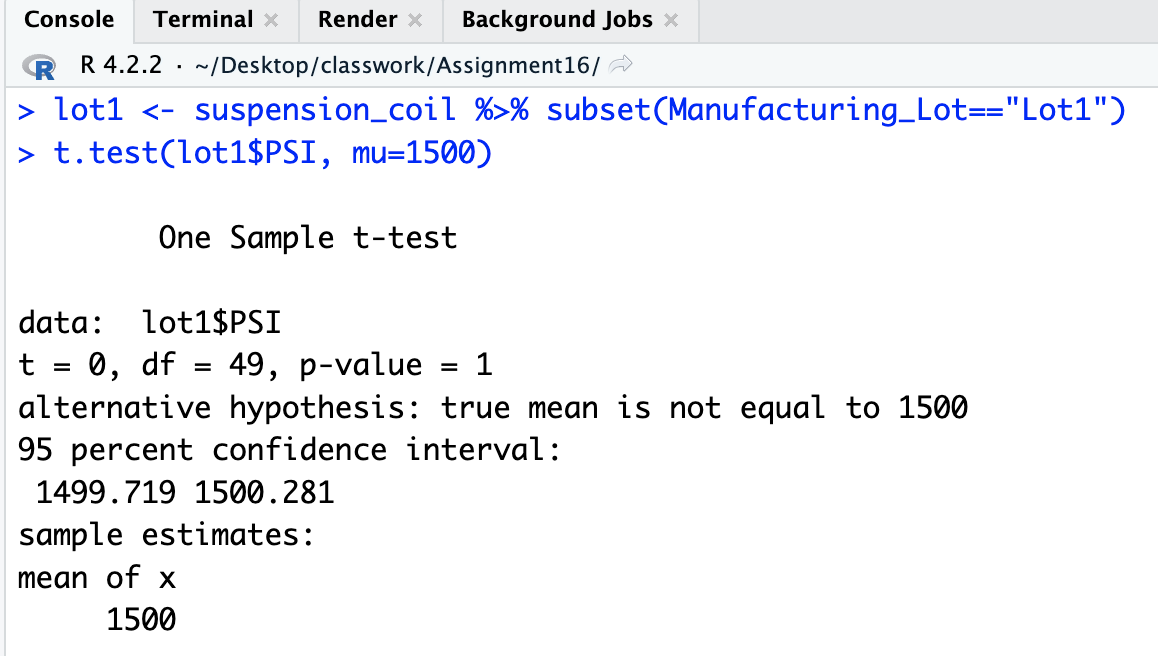 Console Terminal × Render × Background Jobs ×
R R 4.2.2 · ~/Desktop/classwork/Assignment16/
> lot1 <- suspension_coil %>% subset(Manufacturing_Lot=="Lot1")
> t.test(lot1$PSI, mu=1500)
One Sample t-test
data:  lot1$PSI
t = 0, df = 49, p-value = 1
alternative hypothesis: true mean is not equal to 1500
95 percent confidence interval:
 1499.719 1500.281
sample estimates:
mean of x
     1500